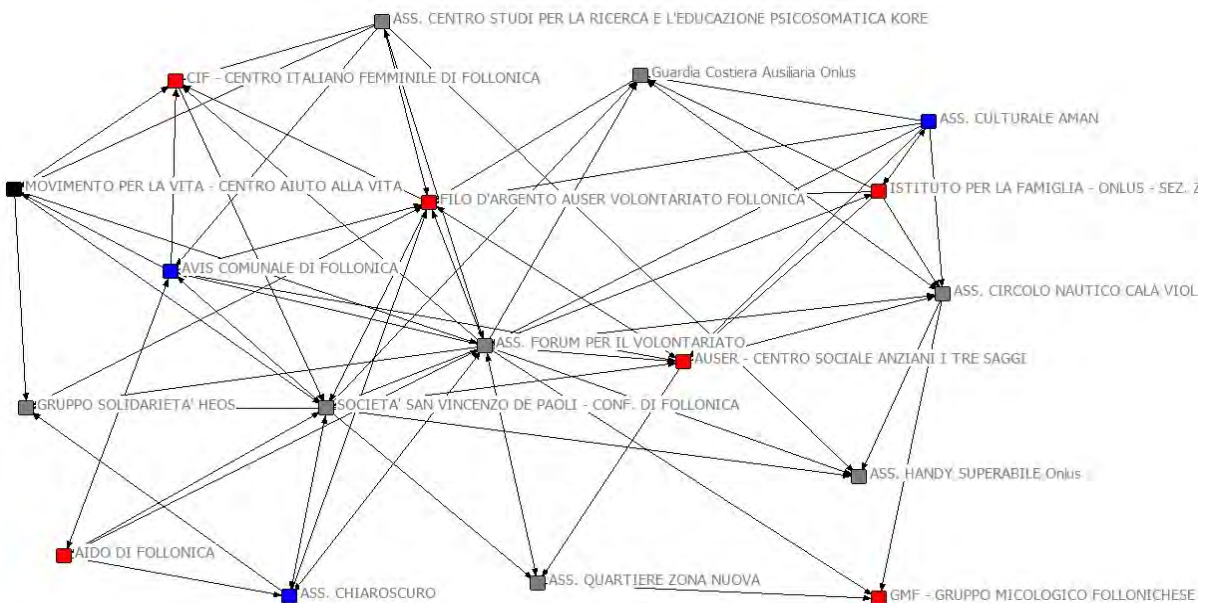 ASS. CENTRO STUDI PER LA RICERCA E L'EDUCAZIONE PSICOSOMATICA KORE
CIF - CENTRO ITALIANO FEMMINILE DI FOLLONICA
Guardia Costiera Ausiliaria Onlus
ASS. CULTURALE AMAN
MOVIMENTO PER LA VITA - CENTRO AIUTO ALLA VITA
FILO D'ARGENTO AUSER VOLONTARIATO FOLLONICA
ISTITUTO PER LA FAMIGLIA - ONLUS - SEZ. 2
AVIS COMUNALE DI FOLLONICA
ASS. CIRCOLO NAUTICO CALA VIOL
ASS. FORUM PER IL VOLONTARIATO
AUSER - CENTRO SOCIALE ANZIANI I TRE SAGGI
GRUPPO SOLIDARIETA' HEOS
SOCIETA' SAN VINCENZO DE PAOLI - CONF. DI FOLLONICA
ASS. HANDY SUPERABILE Onlus
AIDO DI FOLLONICA
ASS. QUARTIERE ZONA NUOVA
ASS. CHIAROSCURO
GMF - GRUPPO MICOLOGICO FOLLONICHESE